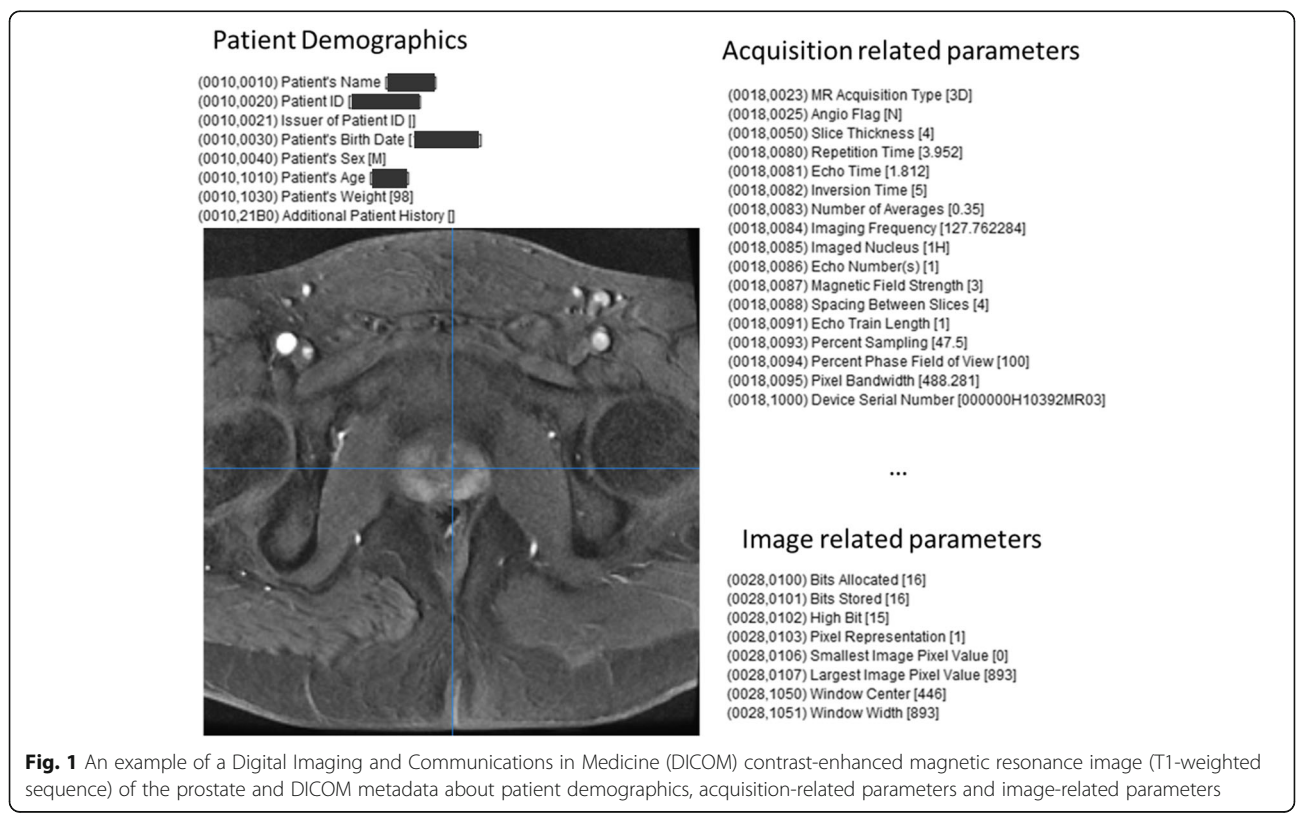 Patient Demographics
(0010,0010) Patient's Name []
(0010,0020) Patient ID []
(0010,0021) Issuer of Patient ID []
(0010,0030) Patient's Birth Date []
(0010,0040) Patient's Sex [M]
(0010,1010) Patient's Age []
(0010,1030) Patient's Weight [98]
(0010,21B0) Additional Patient History []
Acquisition related parameters
(0018,0023) MR Acquisition Type [3D]
(0018,0025) Angio Flag [N]
(0018,0050) Slice Thickness [4]
(0018,0080) Repetition Time [3.952]
(0018,0081) Echo Time [1.812]
(0018,0082) Inversion Time [5]
(0018,0083) Number of Averages [0.35]
(0018,0084) Imaging Frequency [127.762284]
(0018,0085) Imaged Nucleus [1H]
(0018,0086) Echo Number(s) [1]
(0018,0087) Magnetic Field Strength [3]
(0018,0088) Spacing Between Slices [4]
(0018,0091) Echo Train Length [1]
(0018,0093) Percent Sampling [47.5]
(0018,0094) Percent Phase Field of View [100]
(0018,0095) Pixel Bandwidth [488.281]
(0018,1000) Device Serial Number [000000H10392MR03]
...
Image related parameters
(0028,0100) Bits Allocated [16]
(0028,0101) Bits Stored [16]
(0028,0102) High Bit [15]
(0028,0103) Pixel Representation [1]
(0028,0106) Smallest Image Pixel Value [0]
(0028,0107) Largest Image Pixel Value [893]
(0028,1050) Window Center [446]
(0028,1051) Window Width [893]
Fig. 1 An example of a Digital Imaging and Communications in Medicine (DICOM) contrast-enhanced magnetic resonance image (T1-weighted
sequence) of the prostate and DICOM metadata about patient demographics, acquisition-related parameters and image-related parameters